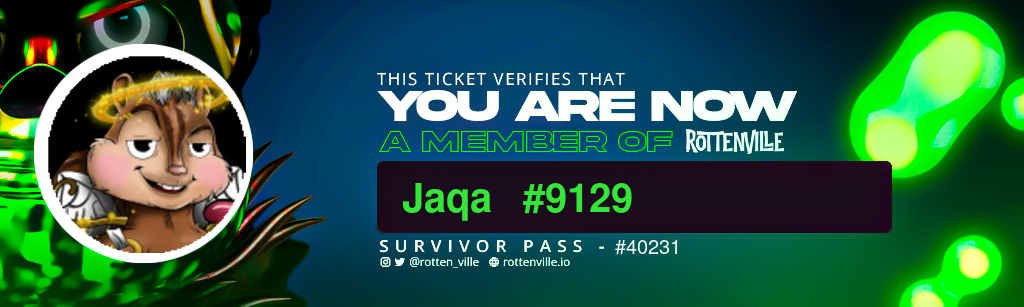 THIS TICKET VERIFIES THAT
YOU ARE NOW
A MEMBER OF ROTTENVILLE
Jaqa #9129
SURVIVOR PASS - #40231
@rotten_ville rottenville.io